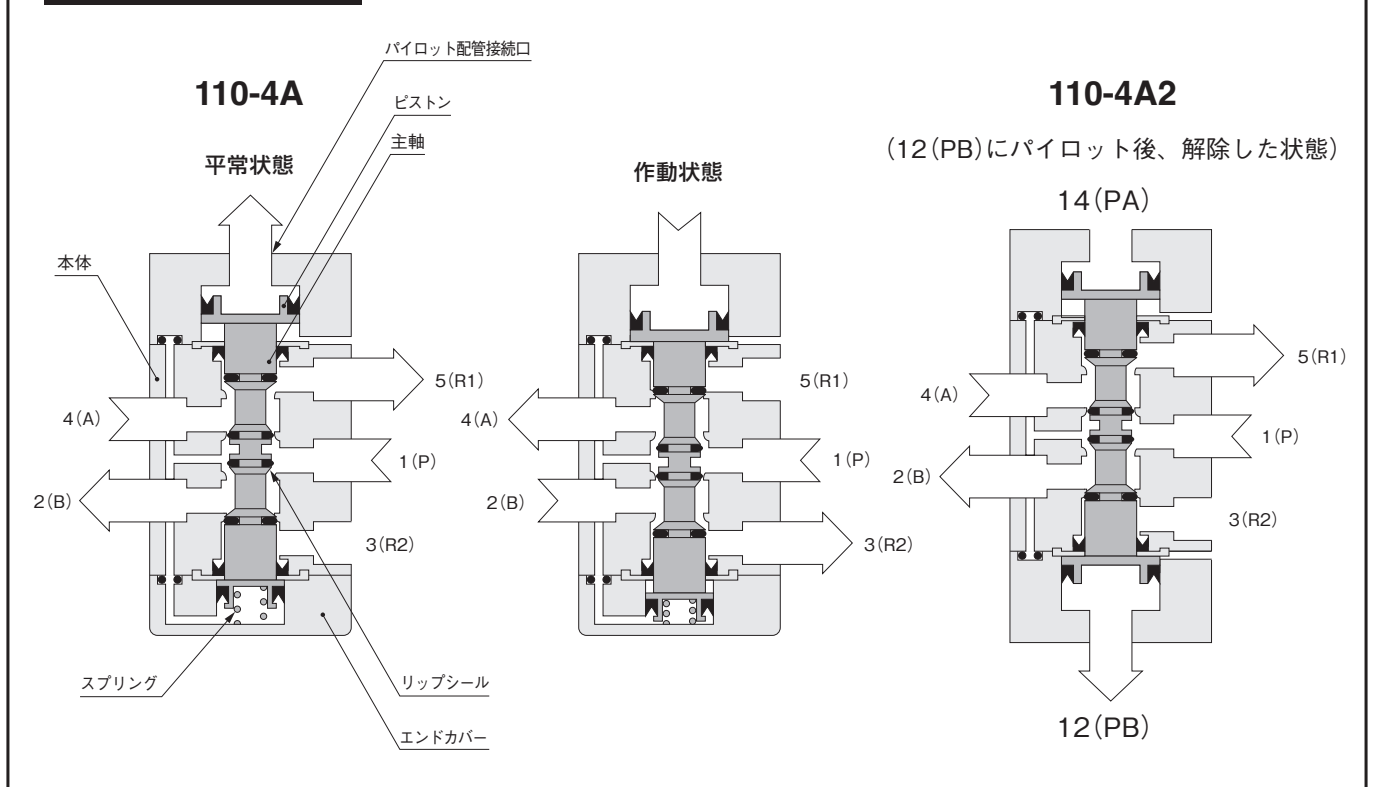 パイロット配管接続口
110-4A
ピストン
主軸
平常状態
本体
5(R1)
4(A)
1(P)
2(B)
3(R2)
スプリング
リップシール
エンドカバー
作動状態
5(R1)
4(A)
1(P)
2(B)
3(R2)
110-4A2
(12(PB)にパイロット後、解除した状態)
14(PA)
5(R1)
4(A)
1(P)
2(B)
3(R2)
12(PB)